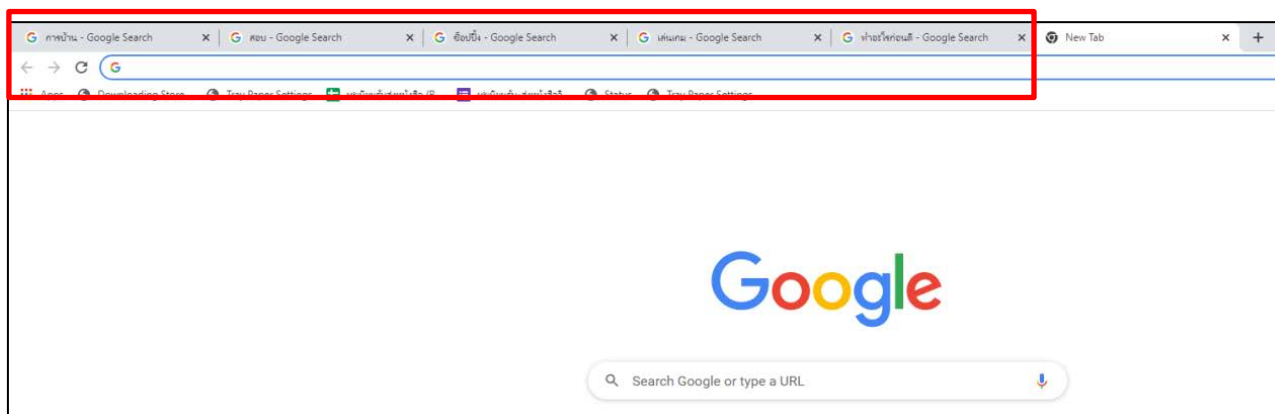 การบ้าน - Google Search สอบ - Google Search ช็อปปิ้ง - Google Search เล่นเกม - Google Search ทำอะไรก่อนดี - Google Search New Tab
Apps Downloading Store Tray Paper Settings Status Tray Paper Settings
Google
Search Google or type a URL